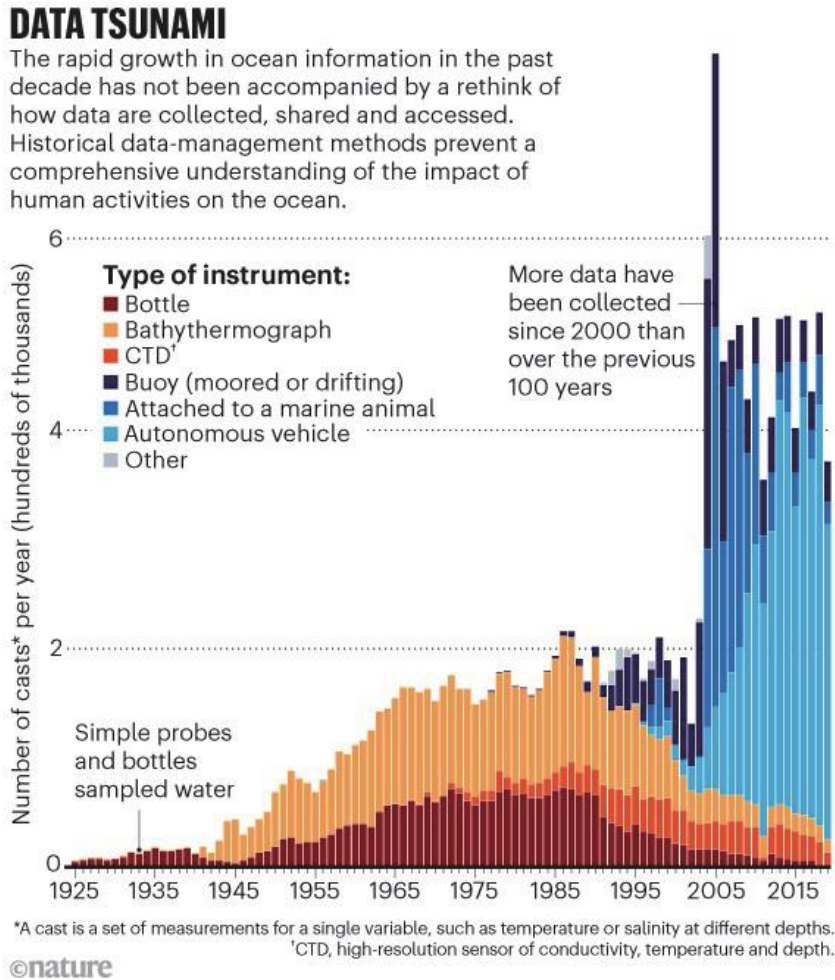 DATA TSUNAMI
The rapid growth in ocean information in the past
decade has not been accompanied by a rethink of
how data are collected, shared and accessed.
Historical data-management methods prevent a
comprehensive understanding of the impact of
human activities on the ocean.
6
Number of casts* per year (hundreds of thousands)
Type of instrument:
Bottle
Bathythermograph
CTD†
Buoy (moored or drifting)
Attached to a marine animal
Autonomous vehicle
Other
More data have
been collected
since 2000 than
over the previous
100 years
4
2
Simple probes
and bottles
sampled water
0
1925 1935 1945 1955 1965 1975 1985 1995 2005 2015
*A cast is a set of measurements for a single variable, such as temperature or salinity at different depths.
†CTD, high-resolution sensor of conductivity, temperature and depth.
©nature